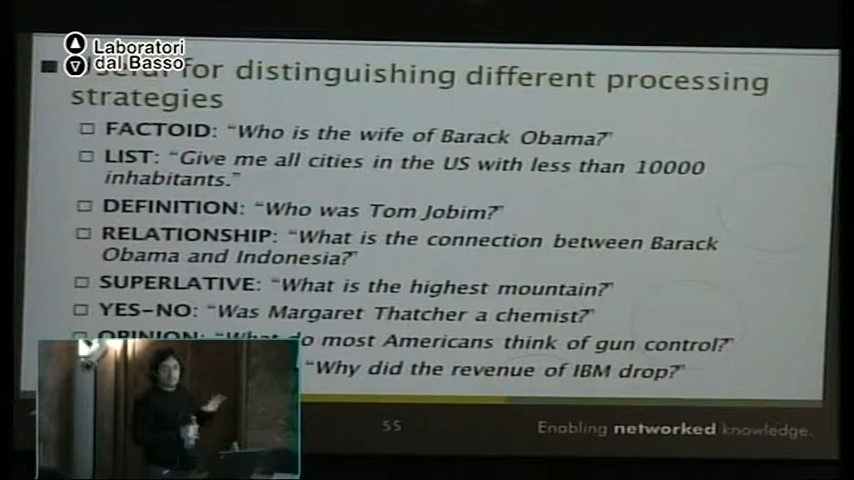 Laboratori
dal Basso
for distinguishing different processing
strategies
FACTOID: “Who is the wife of Barack Obama?”
LIST: “Give me all cities in the US with less than 10000
inhabitants.”
DEFINITION: “Who was Tom Jobim?”
RELATIONSHIP: “What is the connection between Barack
Obama and Indonesia?”
SUPERLATIVE: “What is the highest mountain?”
YES-NO: “Was Margaret Thatcher a chemist?”
OPINION: “What do most Americans think of gun control?”
“Why did the revenue of IBM drop?”
55
Enabling networked knowledge.